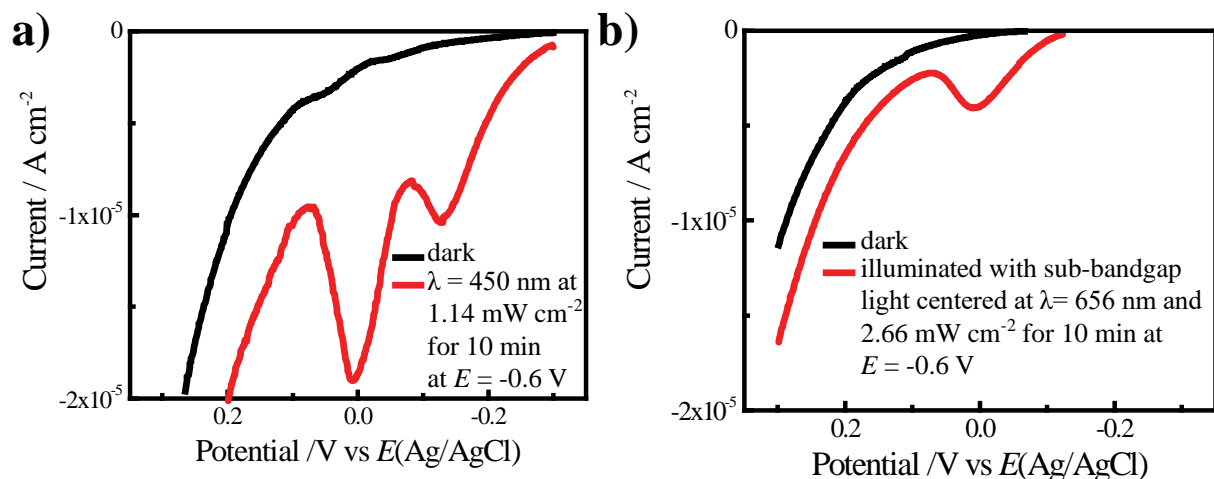 a)
0
-1x10⁻⁵
-2x10⁻⁵
Current / A cm⁻²
dark
λ = 450 nm at
1.14 mW cm⁻²
for 10 min
at E = -0.6 V
0.2
0.0
-0.2
Potential /V vs E(Ag/AgCl)
b)
0
-1x10⁻⁵
-2x10⁻⁵
Current / A cm⁻²
dark
illuminated with sub-bandgap
light centered at λ= 656 nm and
2.66 mW cm⁻² for 10 min at
E = -0.6 V
0.2
0.0
-0.2
Potential /V vs E(Ag/AgCl)